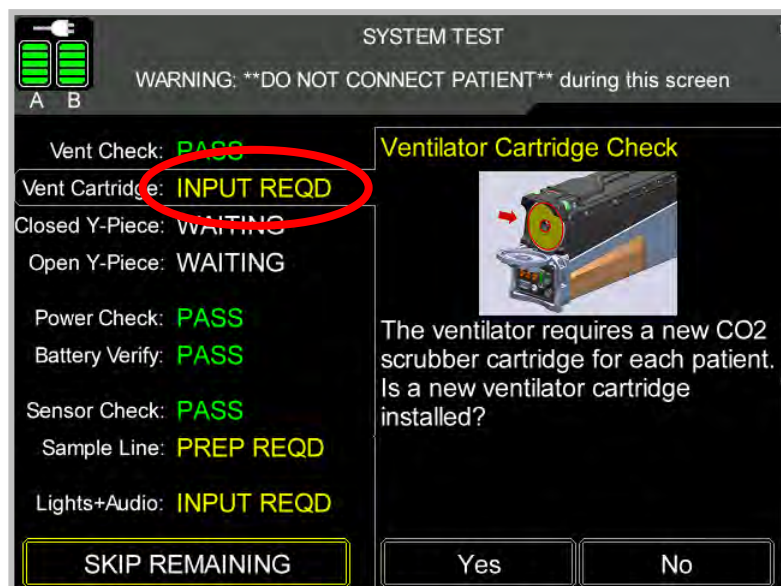 SYSTEM TEST
WARNING: **DO NOT CONNECT PATIENT** during this screen
A B
Vent Check: PASS
Vent Cartridge: INPUT REQD
Closed Y-Piece: WAITING
Open Y-Piece: WAITING
Power Check: PASS
Battery Verify: PASS
Sensor Check: PASS
Sample Line: PREP REQD
Lights+Audio: INPUT REQD
SKIP REMAINING
Ventilator Cartridge Check
The ventilator requires a new CO2
scrubber cartridge for each patient.
Is a new ventilator cartridge
installed?
Yes
No